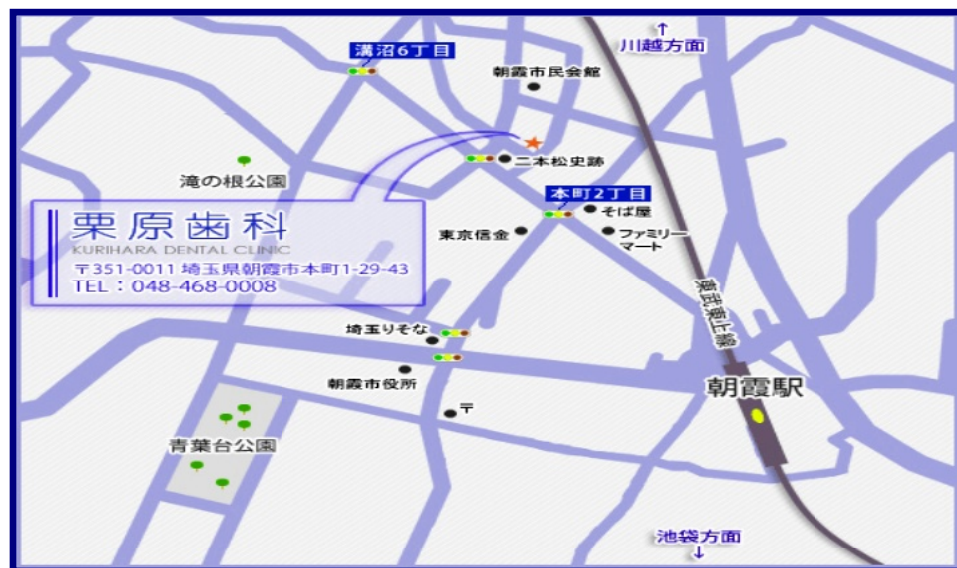 ↑
川越方面
溝沼6丁目
朝霞市民会館
二本松史跡
滝の根公園
本町2丁目
そば屋
東京信金
ファミリー
マート
栗原歯科
KURIHARA DENTAL CLINIC
〒351-0011 埼玉県朝霞市本町1-29-43
TEL：048-468-0008
東武東上線
埼玉りそな
朝霞市役所
朝霞駅
〒
青葉台公園
池袋方面
↓